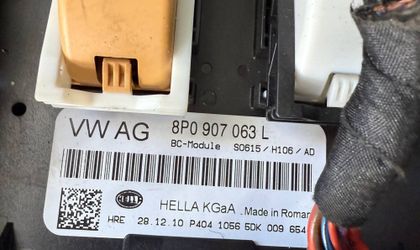 VW AG 8P0 907 063 L
BC-Module S0615/H106/AD
HELLA
HELLA KGaA Made in Roman
HRE 28.12.10 P404 1056 5DK 009 654